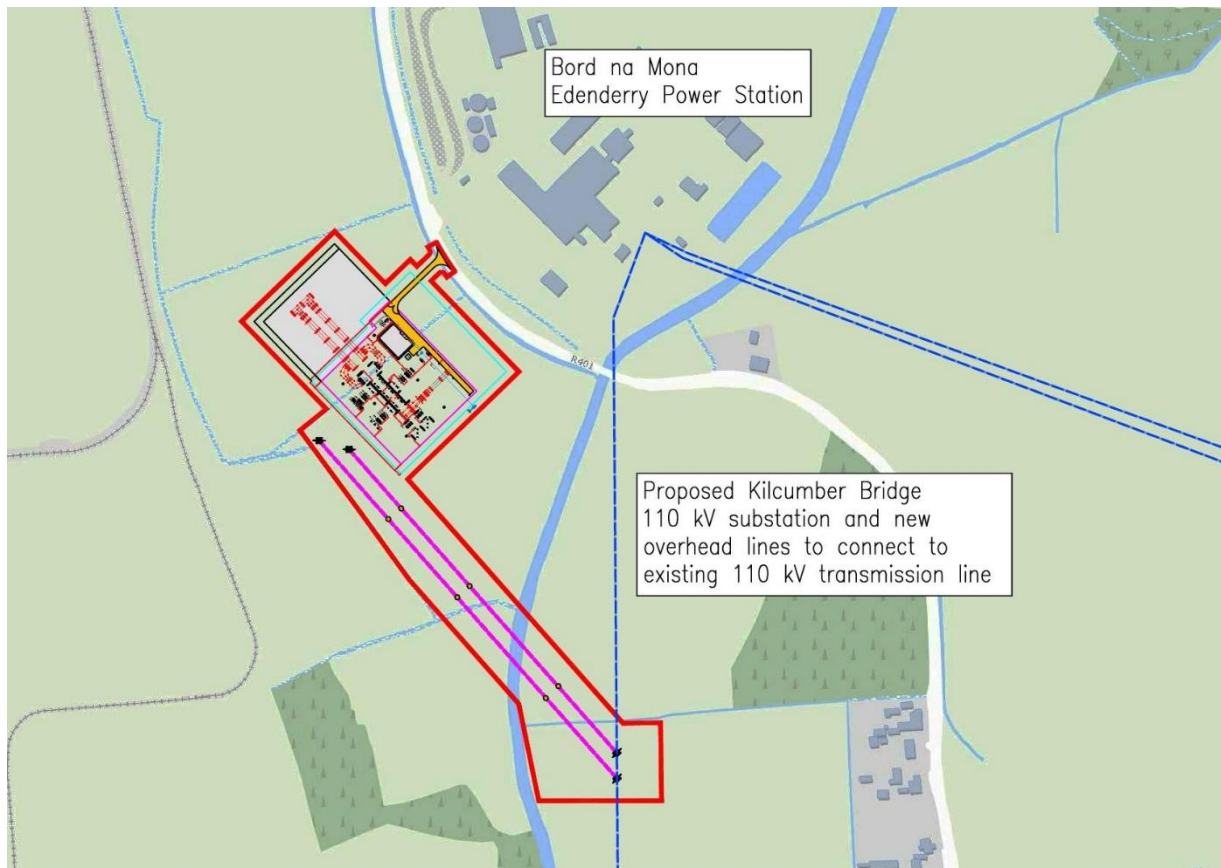 Bord na Mona
Edenderry Power Station
R401
Proposed Kilcumber Bridge
110 kV substation and new
overhead lines to connect to
existing 110 kV transmission line